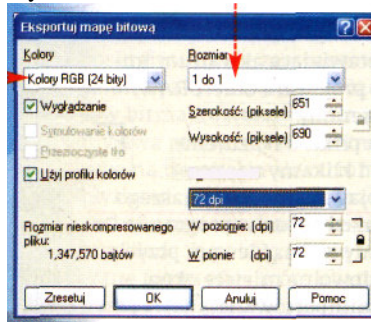 Eksportuj mapę bitową
Kolory
Rozmiar
Kolory RGB (24 bity)
1 do 1
Wygładzanie
Szerokość: (piksele) 651
Symulowanie kolorów
Wysokość: (piksele) 690
Przezroczyste tło
Użyj profilu kolorów
72 dpi
Rozmiar nieskompresowanego pliku:
W poziomie: (dpi) 72
1,347,570 bajtów
W pionie: (dpi) 72
Zresetuj
OK
Anuluj
Pomoc